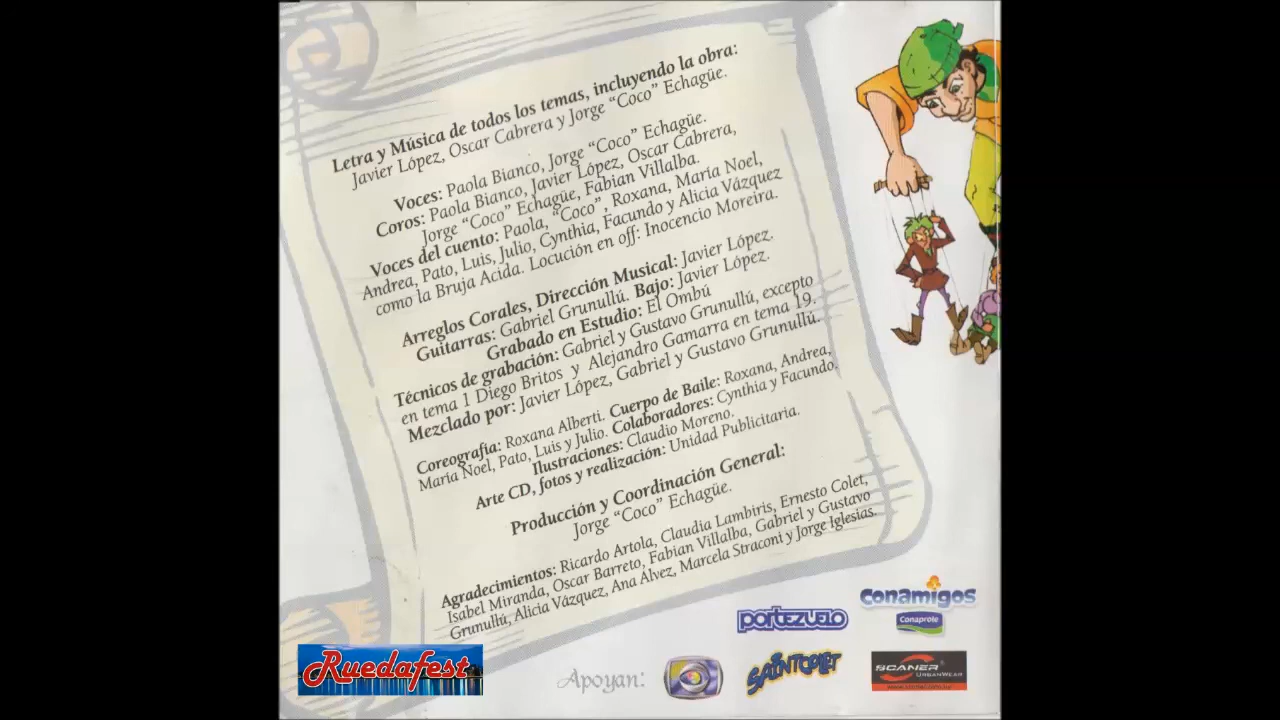 Letra y Música de todos los temas, incluyendo la obra:
Javier López, Oscar Cabrera y Jorge “Coco” Echagüe.
Voces: Paola Bianco, Jorge “Coco” Echagüe.
Coros: Paola Bianco, Javier López, Oscar Cabrera,
Jorge “Coco” Echagüe, Fabian Villalba.
Voces del cuento: Paola, “Coco”, Roxana, María Noel,
Andrea, Pato, Luis, Julio, Cynthia, Facundo y Alicia Vázquez
como la Bruja Acida. Locución en off: Inocencio Moreira.
Arreglos Corales, Dirección Musical: Javier López.
Guitarras: Gabriel Grunullú. Bajo: Javier López.
Grabado en Estudio: El Ombú
Técnicos de grabación: Gabriel y Gustavo Grunullú, excepto
en tema 1 Diego Britos y Alejandro Gamarra en tema 19.
Mezclado por: Javier López, Gabriel y Gustavo Grunullú.
Coreografia: Roxana Alberti. Cuerpo de Baile: Roxana, Andrea,
María Noel, Pato, Luis y Julio. Colaboradores: Cynthia y Facundo.
Ilustraciones: Claudio Moreno.
Arte CD, fotos y realización: Unidad Publicitaria.
Producción y Coordinación General:
Jorge “Coco” Echagüe.
Agradecimientos: Ricardo Artola, Claudia Lambiris, Ernesto Colet,
Isabel Miranda, Oscar Barreto, Fabian Villalba, Gabriel y Gustavo
Grunullú, Alicia Vázquez, Ana Álvez, Marcela Straconi y Jorge Iglesias.
conamigos
Conaprole
portezuelo
Ruedafest
Apoyan:
SAINTCOLET
SCANER
URBANWEAR